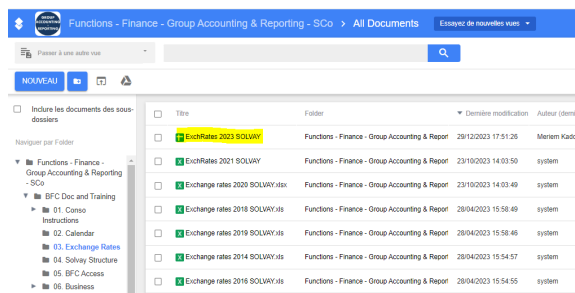 GROUP ACCOUNTING REPORTING
Functions - Finance - Group Accounting & Reporting - SCo > All Documents Essayez de nouvelles vues
Passer à une autre vue
NOUVEAU
Inclure les documents des sous-dossiers
Titre Folder Dernière modification Auteur (derni
ExchRates 2023 SOLVAY Functions - Finance - Group Accounting & Report 29/12/2023 17:51:26 Meriem Kado
Naviguer par Folder
ExchRates 2021 SOLVAY Functions - Finance - Group Accounting & Report 23/10/2023 14:03:50 system
Functions - Finance -
Group Accounting & Reporting
- SCo
Exchange rates 2020 SOLVAY.xlsx Functions - Finance - Group Accounting & Report 23/10/2023 14:03:49 system
BFC Doc and Training
01. Conso
Instructions
Exchange rates 2018 SOLVAY.xls Functions - Finance - Group Accounting & Report 28/04/2023 15:58:49 system
02. Calendar
Exchange rates 2019 SOLVAY.xls Functions - Finance - Group Accounting & Report 28/04/2023 15:58:46 system
03. Exchange Rates
04. Solvay Structure
Exchange rates 2014 SOLVAY.xls Functions - Finance - Group Accounting & Report 28/04/2023 15:54:57 system
05. BFC Access
06. Business
Exchange rates 2016 SOLVAY.xls Functions - Finance - Group Accounting & Report 28/04/2023 15:54:55 system